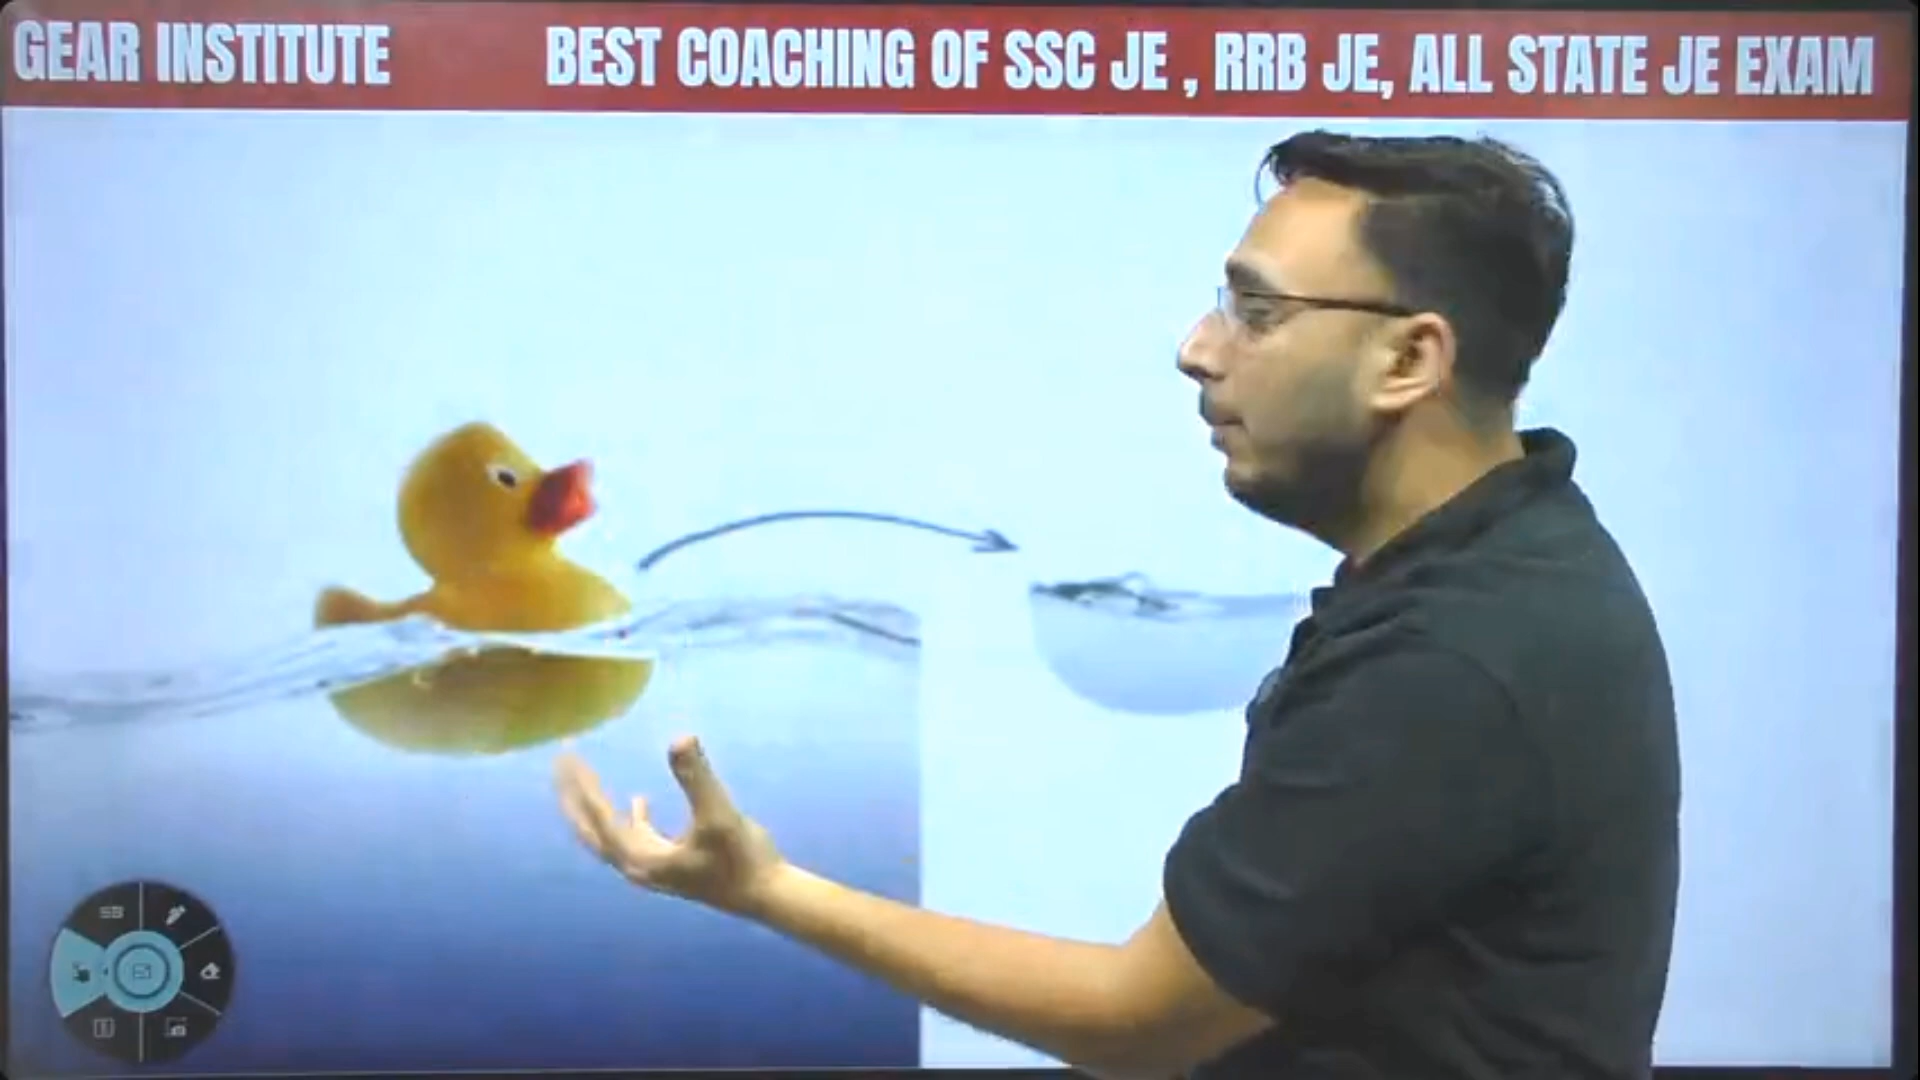 GEAR INSTITUTE
BEST COACHING OF SSC JE , RRB JE, ALL STATE JE EXAM